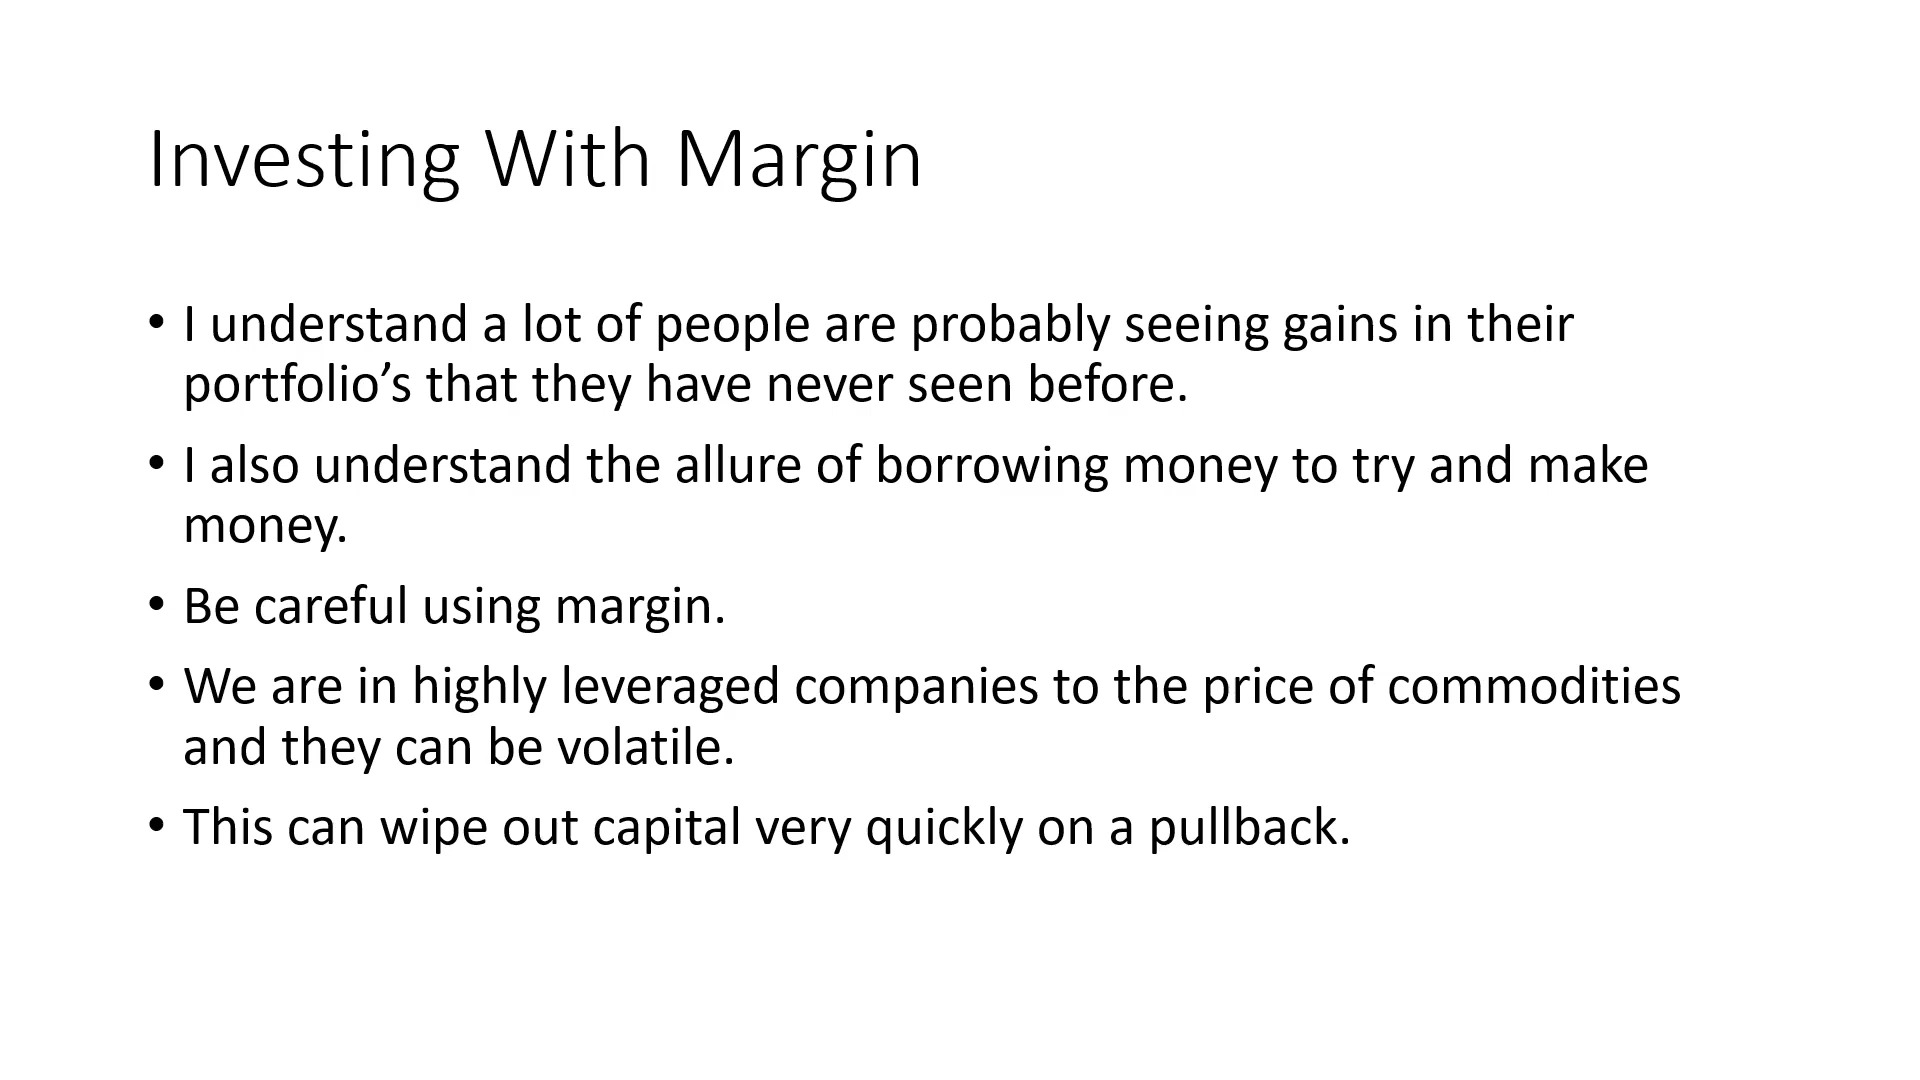 Investing With Margin
• I understand a lot of people are probably seeing gains in their
portfolio’s that they have never seen before.
• I also understand the allure of borrowing money to try and make
money.
• Be careful using margin.
• We are in highly leveraged companies to the price of commodities
and they can be volatile.
• This can wipe out capital very quickly on a pullback.